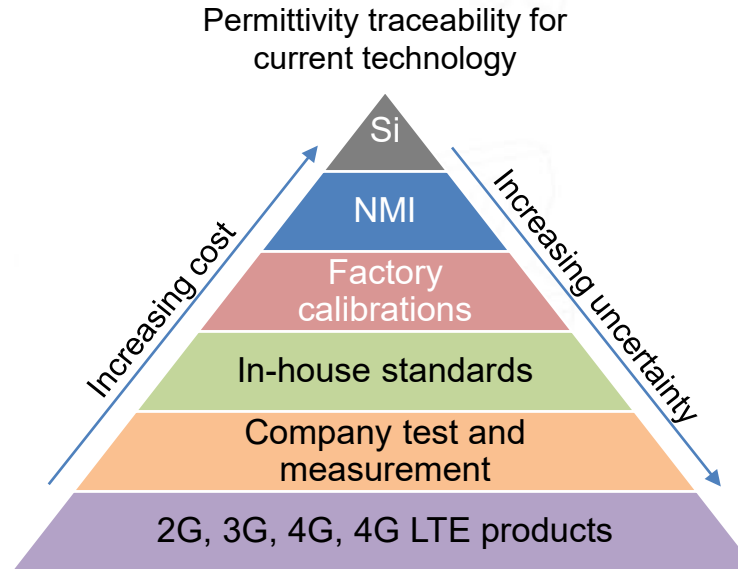 Permittivity traceability for
current technology
Si
NMI
Factory
calibrations
In-house standards
Company test and
measurement
2G, 3G, 4G, 4G LTE products
Increasing cost
Increasing uncertainty